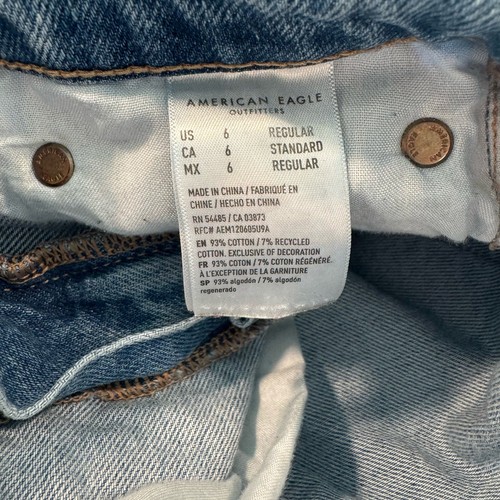 AMERICAN EAGLE
OUTFITTERS
US 6 REGULAR
CA 6 STANDARD
MX 6 REGULAR
MADE IN CHINA / FABRIQUÉ EN
CHINE / HECHO EN CHINA
RN 54485 / CA 03873
RFC# AEM120605U9A
EN 93% COTTON / 7% RECYCLED
COTTON. EXCLUSIVE OF DECORATION
FR 93% COTON / 7% COTON RÉGÉNÉRÉ.
À L'EXCEPTION DE LA GARNITURE
SP 93% algodón / 7% algodón
regenerado
AMERICAN